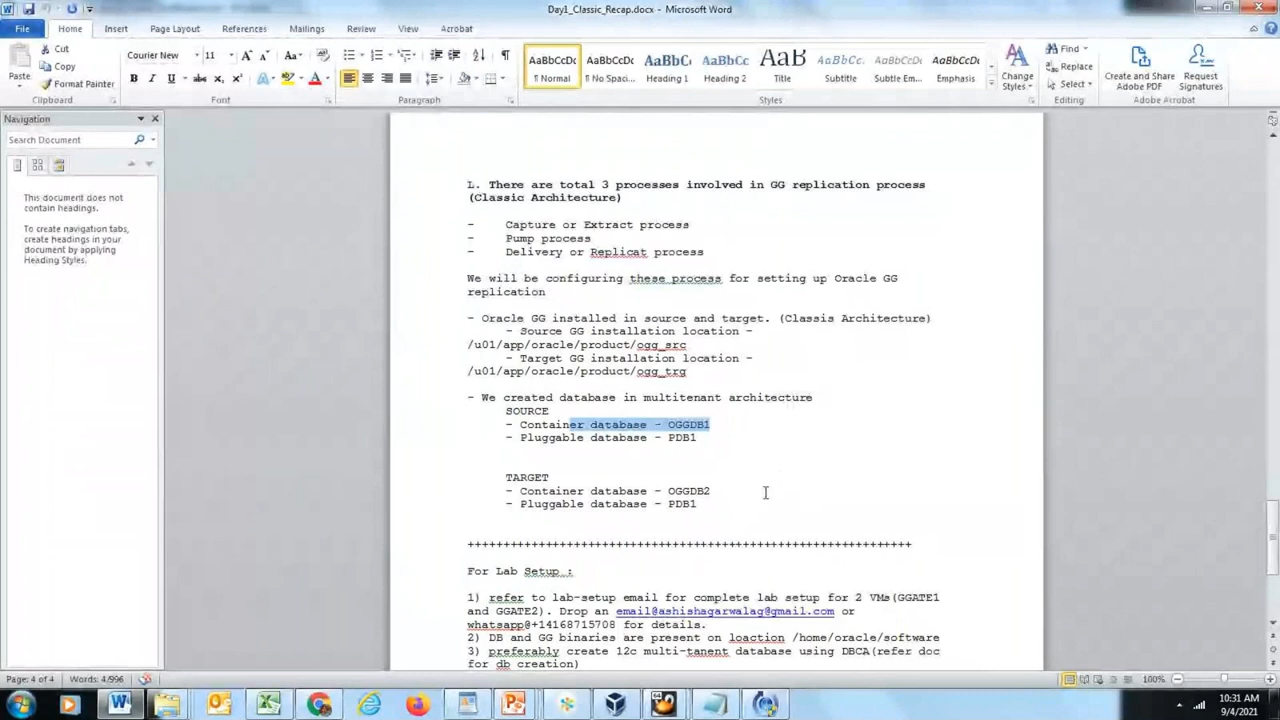 Day1_Classic_Recap.docx - Microsoft Word
File Home Insert Page Layout References Mailings Review View Acrobat
Cut
Copy
Format Painter
Paste
Courier New 11
AaBbCcDc AaBbCcDc AaBbC AaBbCc AaB AaBbCc. AaBbCcDc AaBbCcDc
¶ Normal ¶ No Spaci... Heading 1 Heading 2 Title Subtitle Subtle Em... Emphasis
Change Styles
Find
Replace
Select
Create and Share Adobe PDF
Request Signatures
Clipboard Font Paragraph Styles Editing Adobe Acrobat
Navigation
Search Document
This document does not
contain headings.
To create navigation tabs,
create headings in your
document by applying
Heading Styles.
L. There are total 3 processes involved in GG replication process
(Classic Architecture)
- Capture or Extract process
- Pump process
- Delivery or Replicat process
We will be configuring these process for setting up Oracle GG
replication
- Oracle GG installed in source and target. (Classis Architecture)
- Source GG installation location -
/u01/app/oracle/product/ogg_src
- Target GG installation location -
/u01/app/oracle/product/ogg_trg
- We created database in multitenant architecture
SOURCE
- Container database - OGGDB1
- Pluggable database - PDB1
TARGET
- Container database - OGGDB2
- Pluggable database - PDB1
+++++++++++++++++++++++++++++++++++++++++++++++++++++++++++++
For Lab Setup :
1) refer to lab-setup email for complete lab setup for 2 VMs(GGATE1
and GGATE2). Drop an email@ashishagarwalag@gmail.com or
whatsapp@+14168715708 for details.
2) DB and GG binaries are present on loaction /home/oracle/software
3) preferably create 12c multi-tanent database using DBCA(refer doc
for db creation)
Page: 4 of 4 Words: 4/996 100%
10:31 AM
9/4/2021